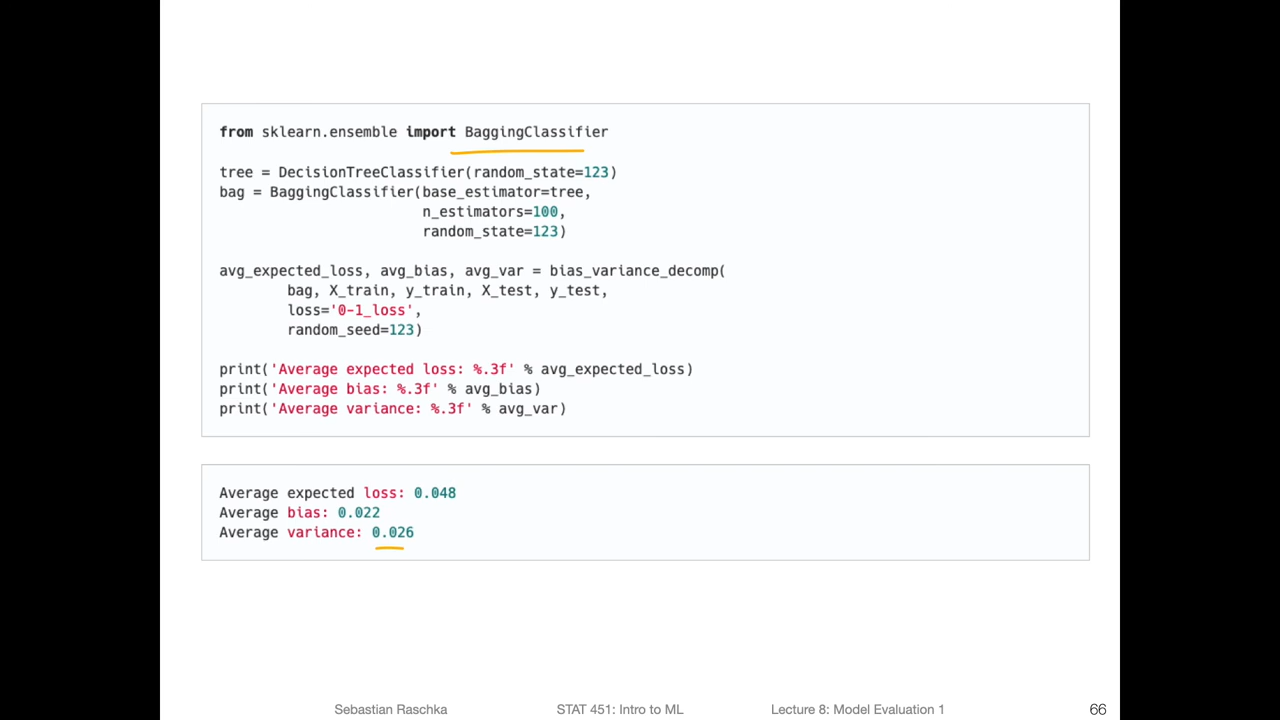 from sklearn.ensemble import BaggingClassifier
tree = DecisionTreeClassifier(random_state=123)
bag = BaggingClassifier(base_estimator=tree,
n_estimators=100,
random_state=123)
avg_expected_loss, avg_bias, avg_var = bias_variance_decomp(
bag, X_train, y_train, X_test, y_test,
loss='0-1_loss',
random_seed=123)
print('Average expected loss: %.3f' % avg_expected_loss)
print('Average bias: %.3f' % avg_bias)
print('Average variance: %.3f' % avg_var)
Average expected loss: 0.048
Average bias: 0.022
Average variance: 0.026
Sebastian Raschka STAT 451: Intro to ML Lecture 8: Model Evaluation 1 66